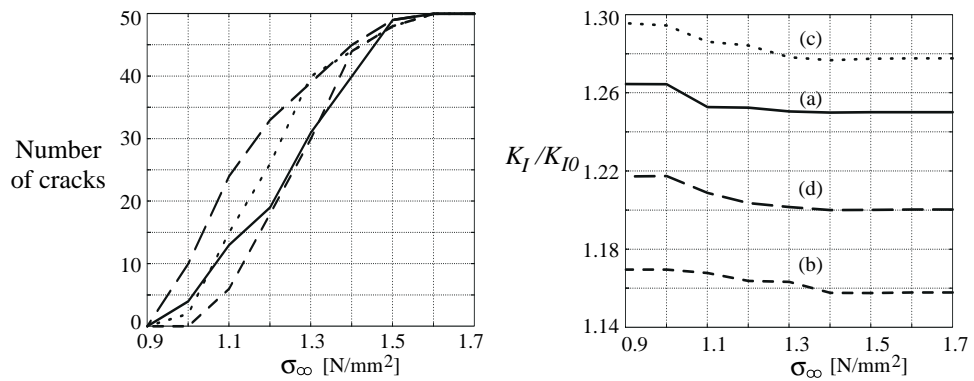 50
40
30
20
10
0
Number
of cracks
0.9 1.1 1.3 1.5 1.7
σ∞ [N/mm²]
1.30
1.26
1.22
1.18
1.14
K_I/K_I0
(c)
(a)
(d)
(b)
0.9 1.1 1.3 1.5 1.7
σ∞ [N/mm²]